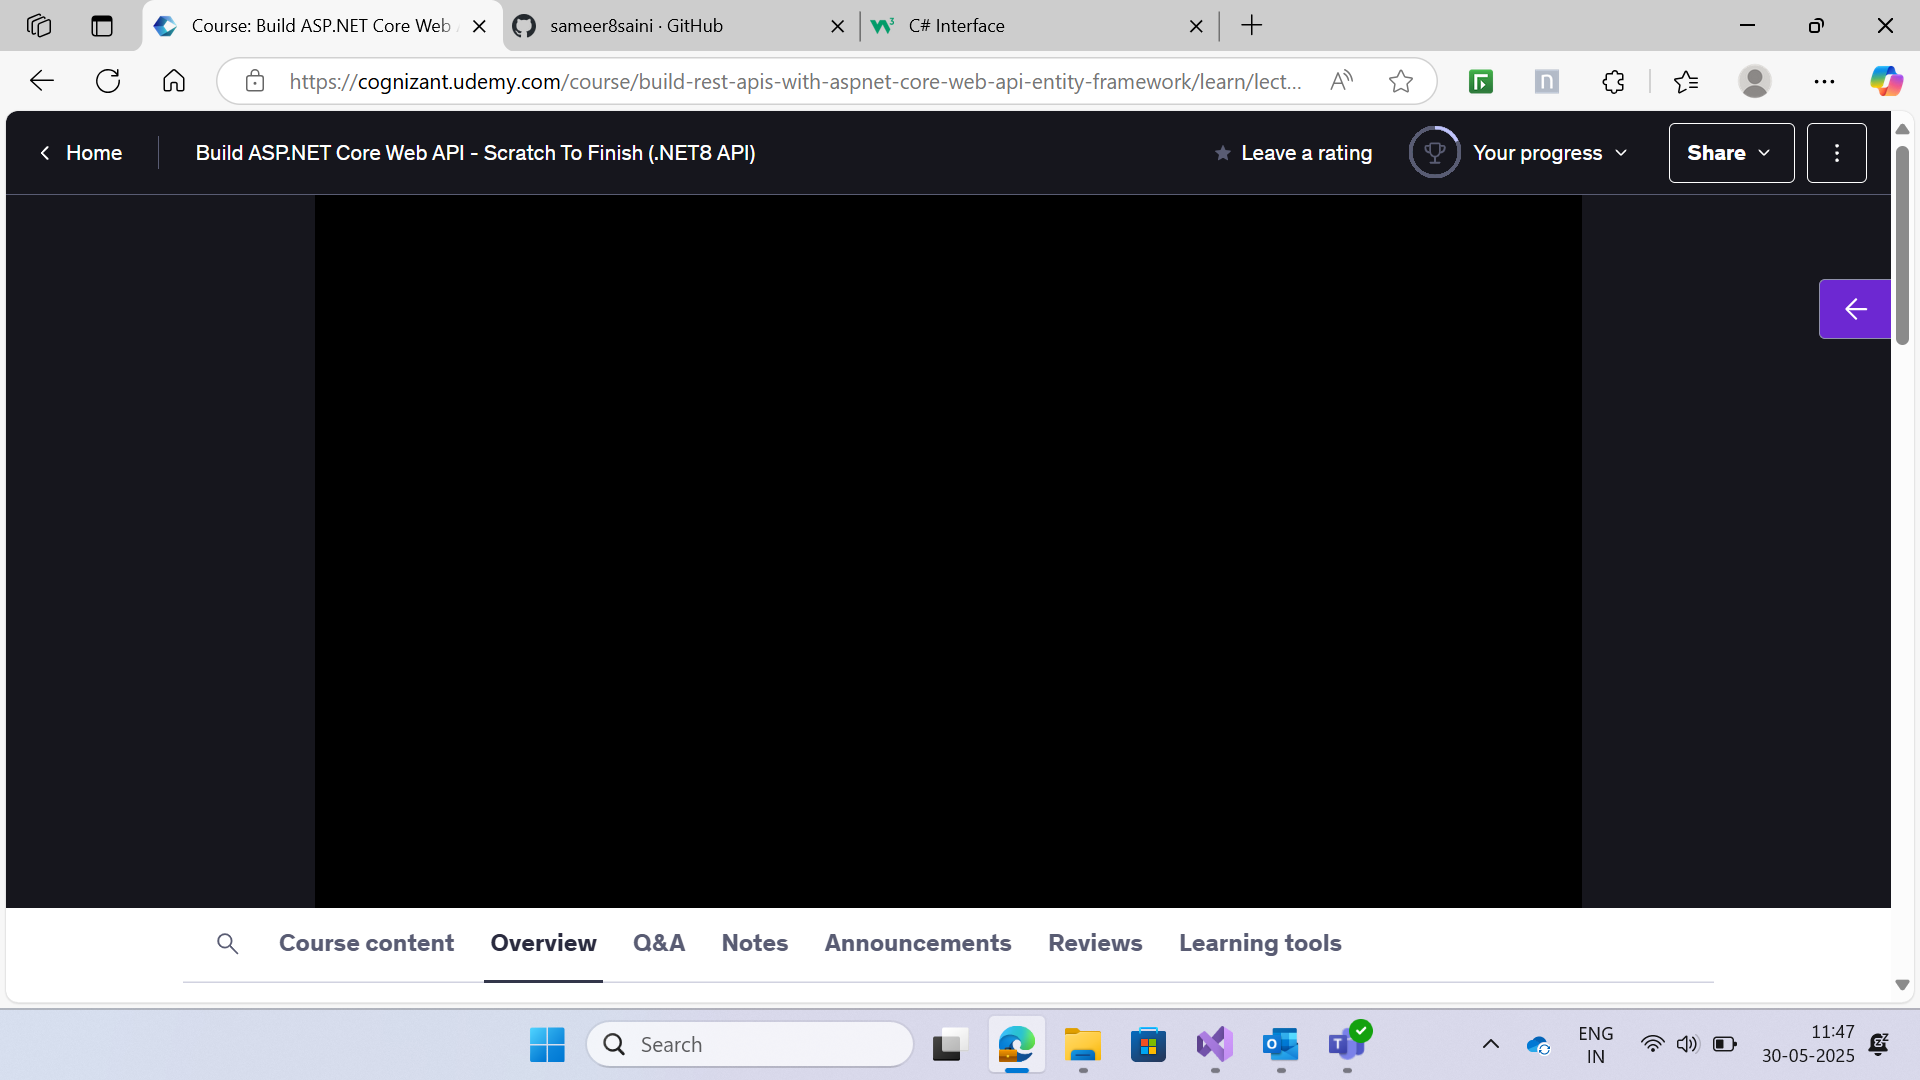 Course: Build ASP.NET Core Web
sameer8saini · GitHub
W3
C# Interface
https://cognizant.udemy.com/course/build-rest-apis-with-aspnet-core-web-api-entity-framework/learn/lect...
Home
Build ASP.NET Core Web API - Scratch To Finish (.NET8 API)
Leave a rating
Your progress
Share
Course content
Overview
Q&A
Notes
Announcements
Reviews
Learning tools
Search
ENG
IN
11:47
30-05-2025